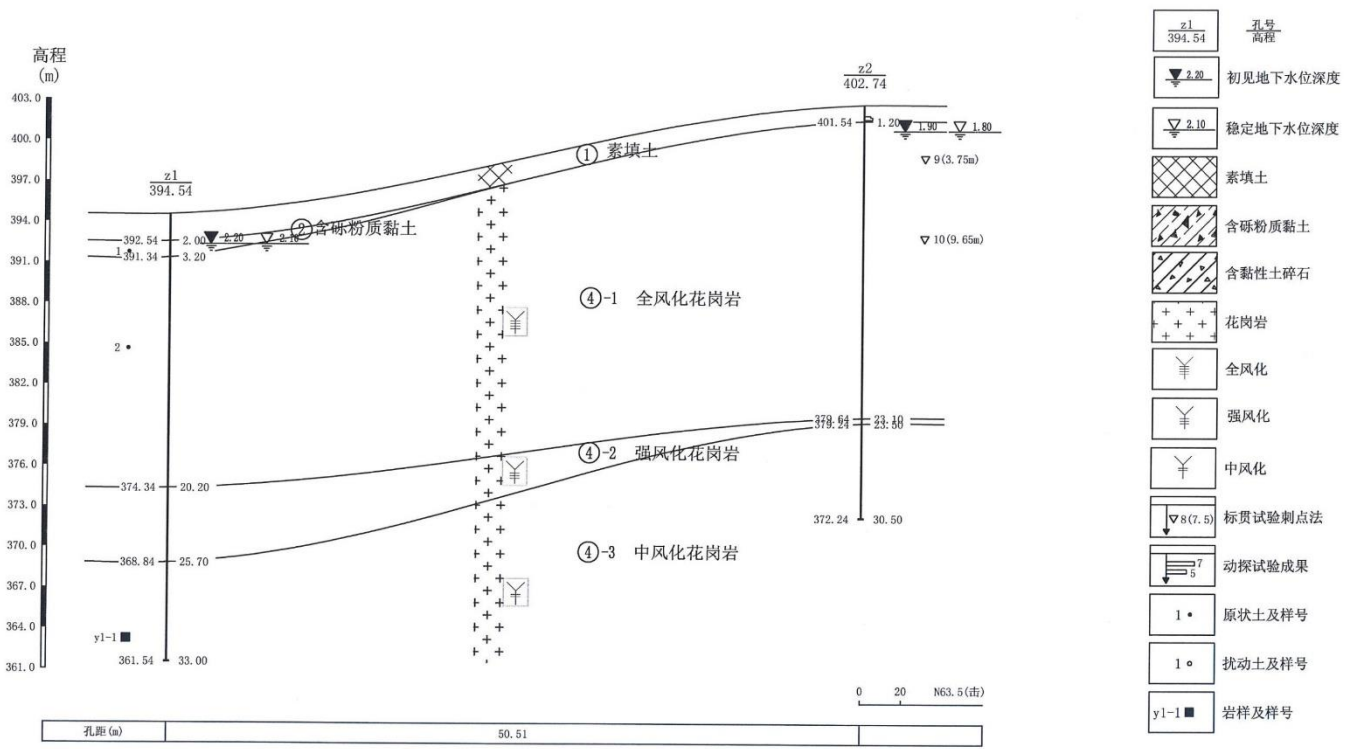 高程
(m)
403.0
400.0
397.0
394.0
391.0
388.0
385.0
382.0
379.0
376.0
373.0
370.0
367.0
364.0
361.0
z1
394.54
392.54 2.00
391.34 3.20
374.34 20.20
368.84 25.70
361.54 33.00
1
2
y1-1
2.20
2.10
z2
402.74
401.54 1.20
1.90
1.80
9(3.75m)
10(9.65m)
379.64 23.10
379.24 23.50
372.24 30.50
① 素填土
②含砾粉质黏土
④-1 全风化花岗岩
④-2 强风化花岗岩
④-3 中风化花岗岩
0 20 N63.5(击)
孔距(m) 50.51
z1
394.54
孔号
高程
2.20 初见地下水位深度
2.10 稳定地下水位深度
素填土
含砾粉质黏土
含黏性土碎石
花岗岩
全风化
强风化
中风化
8(7.5) 标贯试验刺点法
7
5
动探试验成果
1 原状土及样号
1 扰动土及样号
y1-1 岩样及样号